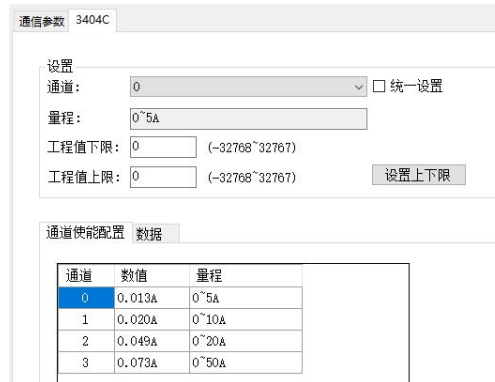 通信参数 3404C
设置
通道: 0 统一设置
量程: 0~5A
工程值下限: 0 (-32768~32767)
工程值上限: 0 (-32768~32767) 设置上下限
通道使能配置 数据
通道 数值 量程
0 0.013A 0~5A
1 0.020A 0~10A
2 0.049A 0~20A
3 0.073A 0~50A